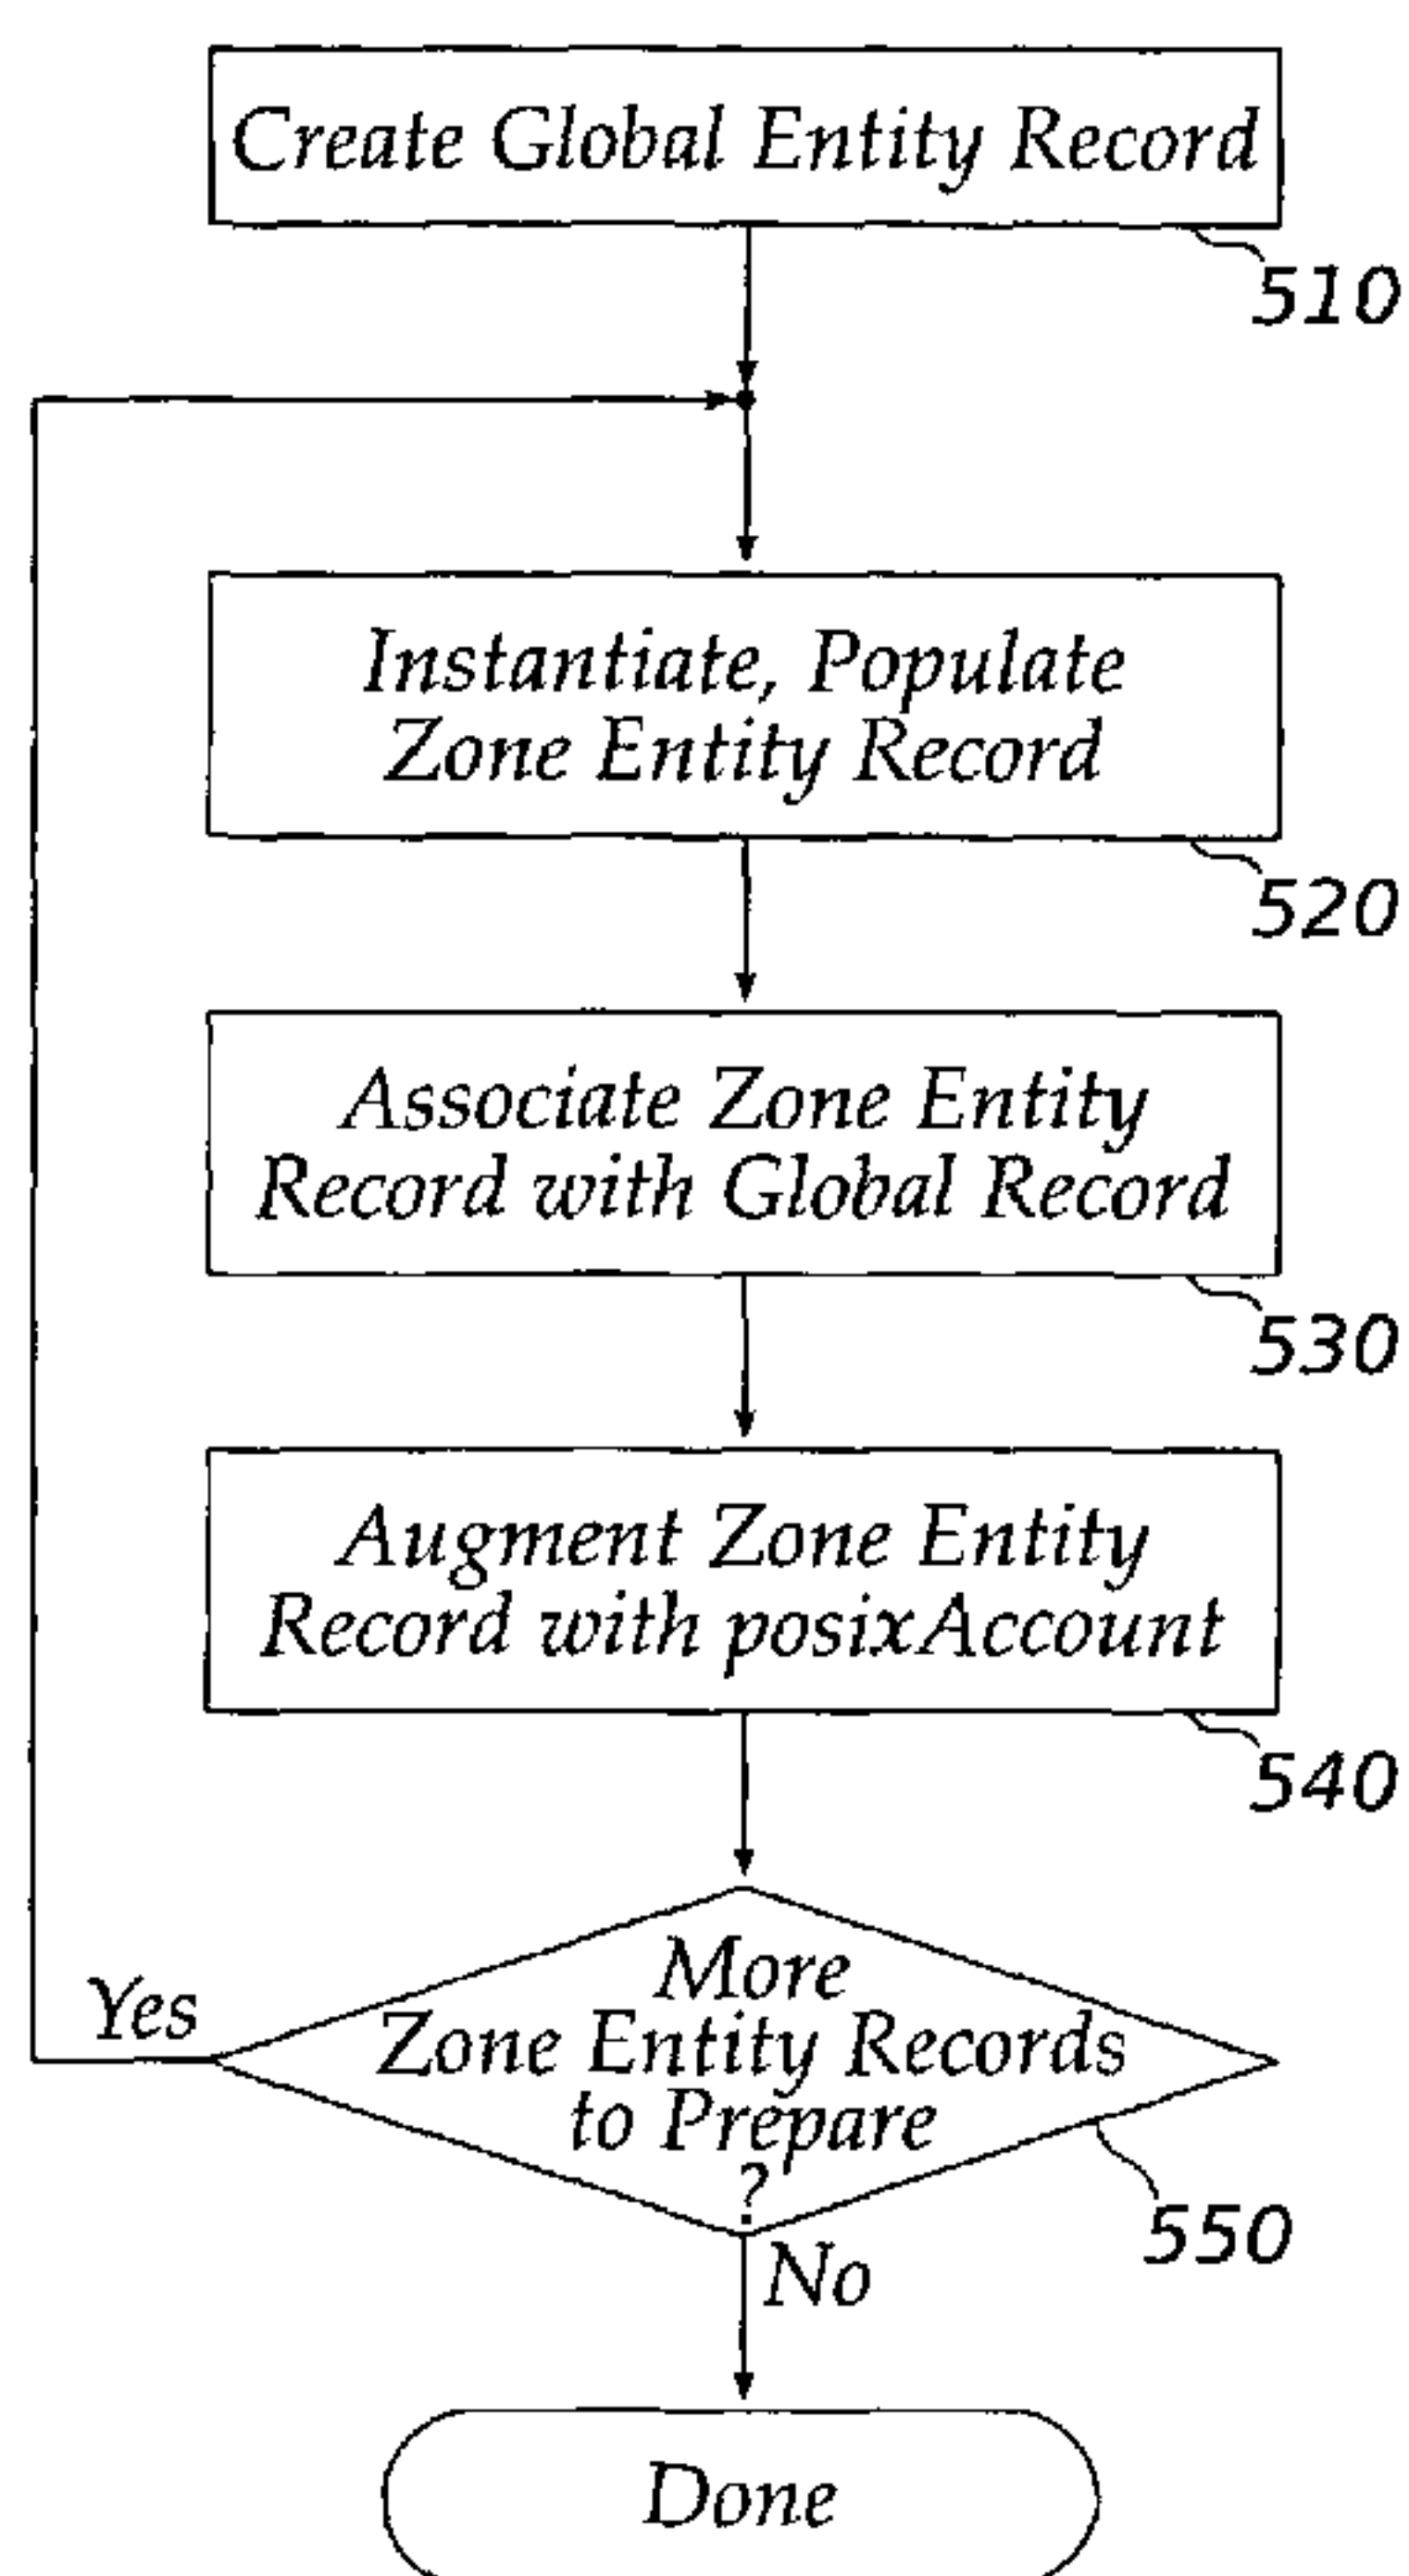 Create Global Entity Record
510
Instantiate, Populate
Zone Entity Record
520
Associate Zone Entity
Record with Global Record
530
Augment Zone Entity
Record with posixAccount
540
More
Zone Entity Records
to Prepare
?
Yes
550
No
Done